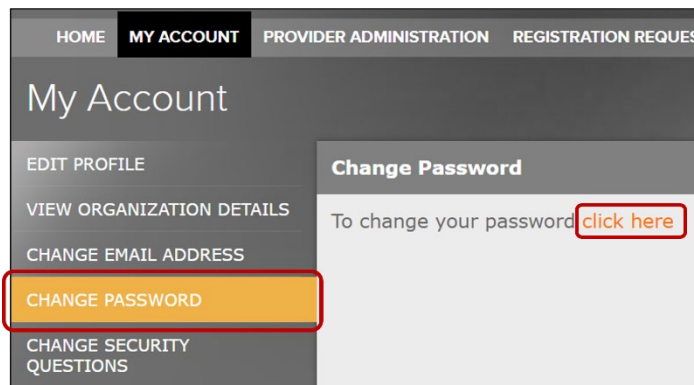 HOME MY ACCOUNT PROVIDER ADMINISTRATION REGISTRATION
My Account
EDIT PROFILE
VIEW ORGANIZATION DETAILS
CHANGE EMAIL ADDRESS
CHANGE PASSWORD
CHANGE SECURITY
QUESTIONS
Change Password
To change your password click here